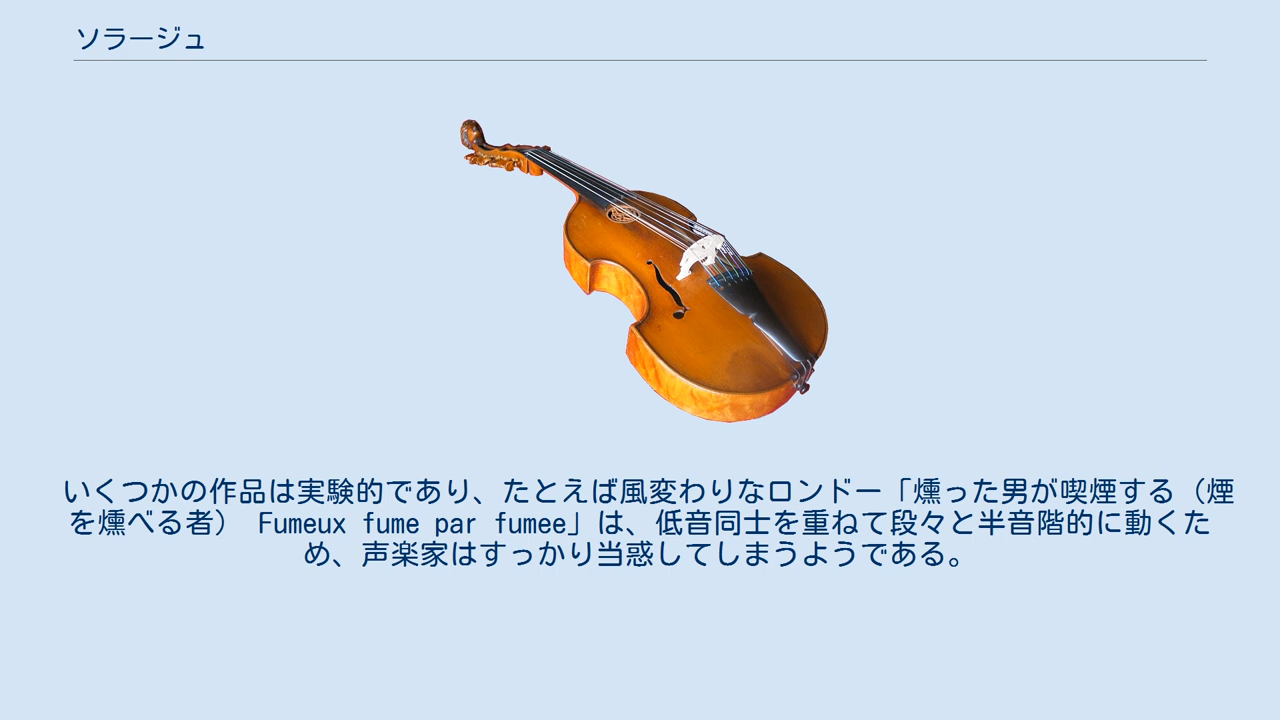 ソラージュ
いくつかの作品は実験的であり、たとえば風変わりなロンドー「燻った男が喫煙する（煙
を燻べる者） Fumeux fume par fumee」は、低音同士を重ねて段々と半音階的に動くた
め、声楽家はすっかり当惑してしまうようである。